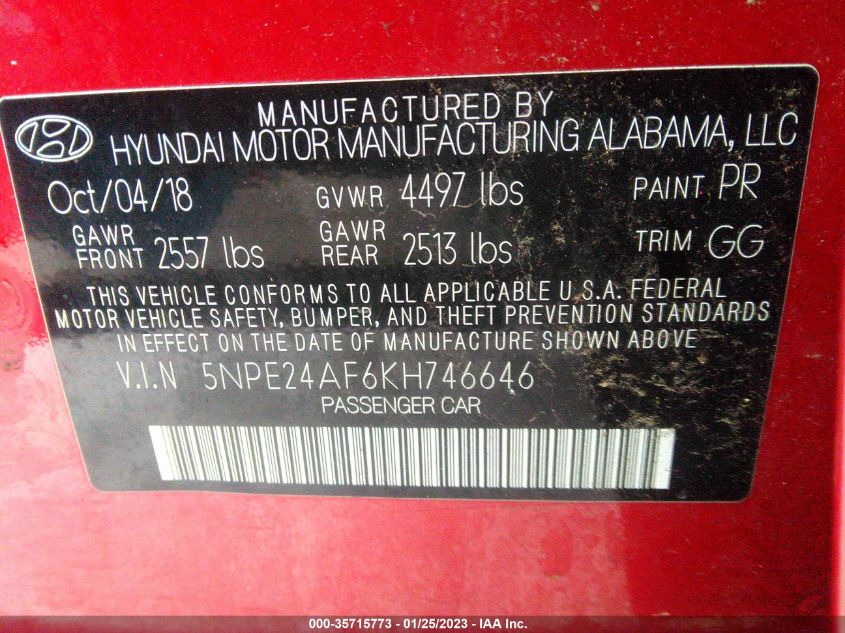 MANUFACTURED BY
HYUNDAI MOTOR MANUFACTURING ALABAMA, LLC
Oct/04/18 GVWR 4497 lbs PAINT PR
GAWR FRONT 2557 lbs GAWR REAR 2513 lbs TRIM GG
THIS VEHICLE CONFORMS TO ALL APPLICABLE U.S.A. FEDERAL
MOTOR VEHICLE SAFETY, BUMPER, AND THEFT PREVENTION STANDARDS
IN EFFECT ON THE DATE OF MANUFACTURE SHOWN ABOVE
V.I.N 5NPE24AF6KH746646
PASSENGER CAR
000-35715773 - 01/25/2023 - IAA Inc.